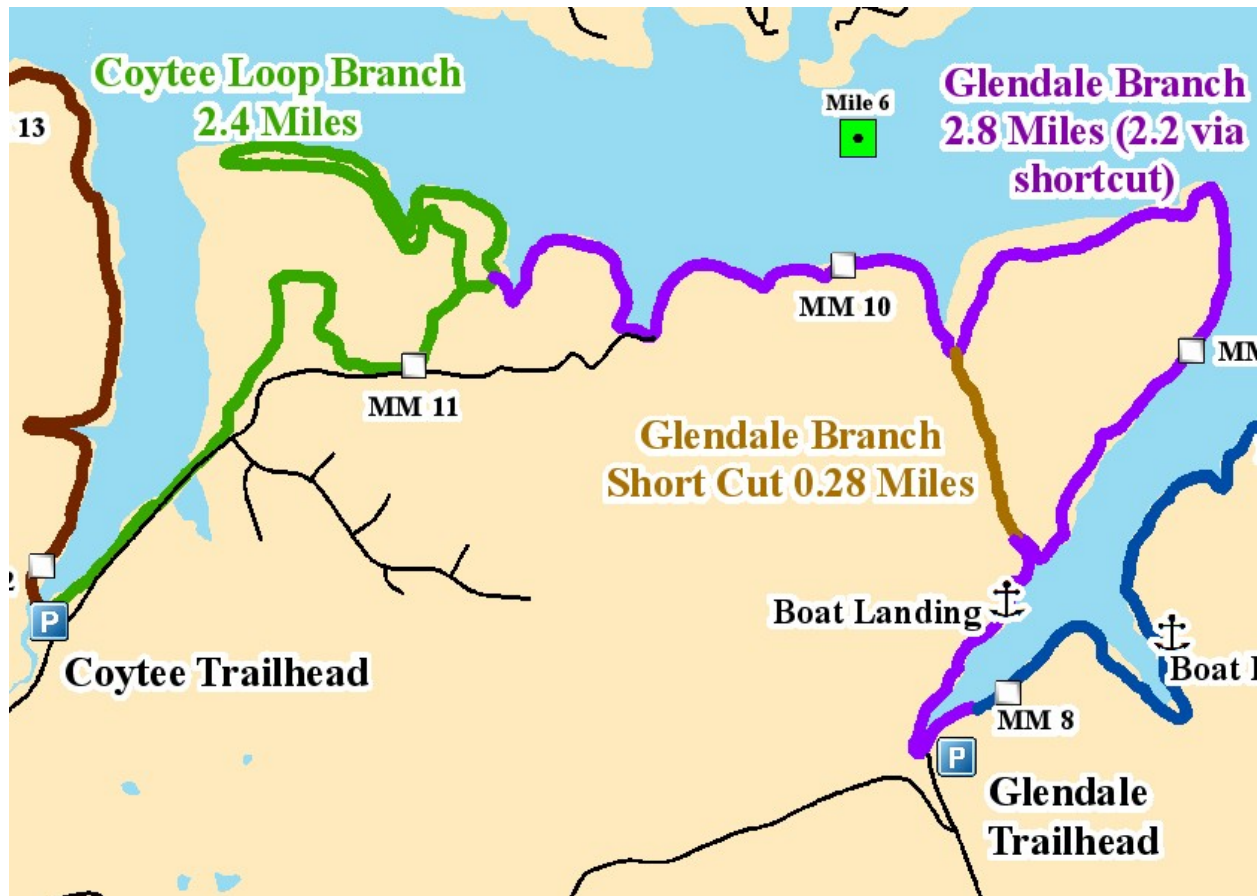 Coytee Loop Branch
2.4 Miles
Glendale Branch
2.8 Miles (2.2 via
shortcut)
Mile 6
13
MM 10
MM 11
Glendale Branch
Short Cut 0.28 Miles
P
Boat Landing
Coytee Trailhead
MM 8
P
Glendale
Trailhead